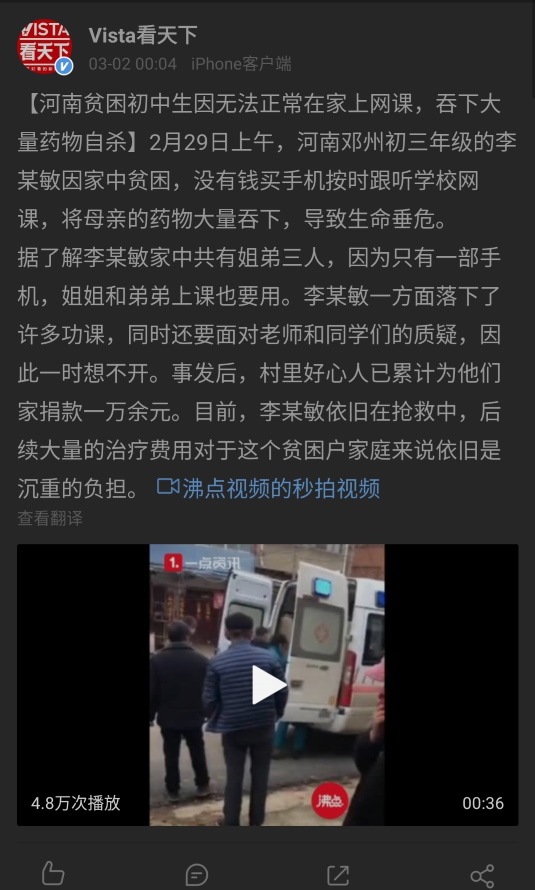 VISTA
看天下
Vista看天下
03-02 00:04 iPhone客户端
【河南贫困初中生因无法正常在家上网课，吞下大
量药物自杀】2月29日上午，河南邓州初三年级的李
某敏因家中贫困，没有钱买手机按时跟听学校网
课，将母亲的药物大量吞下，导致生命垂危。
据了解李某敏家中共有姐弟三人，因为只有一部手
机，姐姐和弟弟上课也要用。李某敏一方面落下了
许多功课，同时还要面对老师和同学们的质疑，因
此一时想不开。事发后，村里好心人已累计为他们
家捐款一万余元。目前，李某敏依旧在抢救中，后
续大量的治疗费用对于这个贫困户家庭来说依旧是
沉重的负担。 沸点视频的秒拍视频
查看翻译
1. 一点资讯
沸点
4.8万次播放 00:36